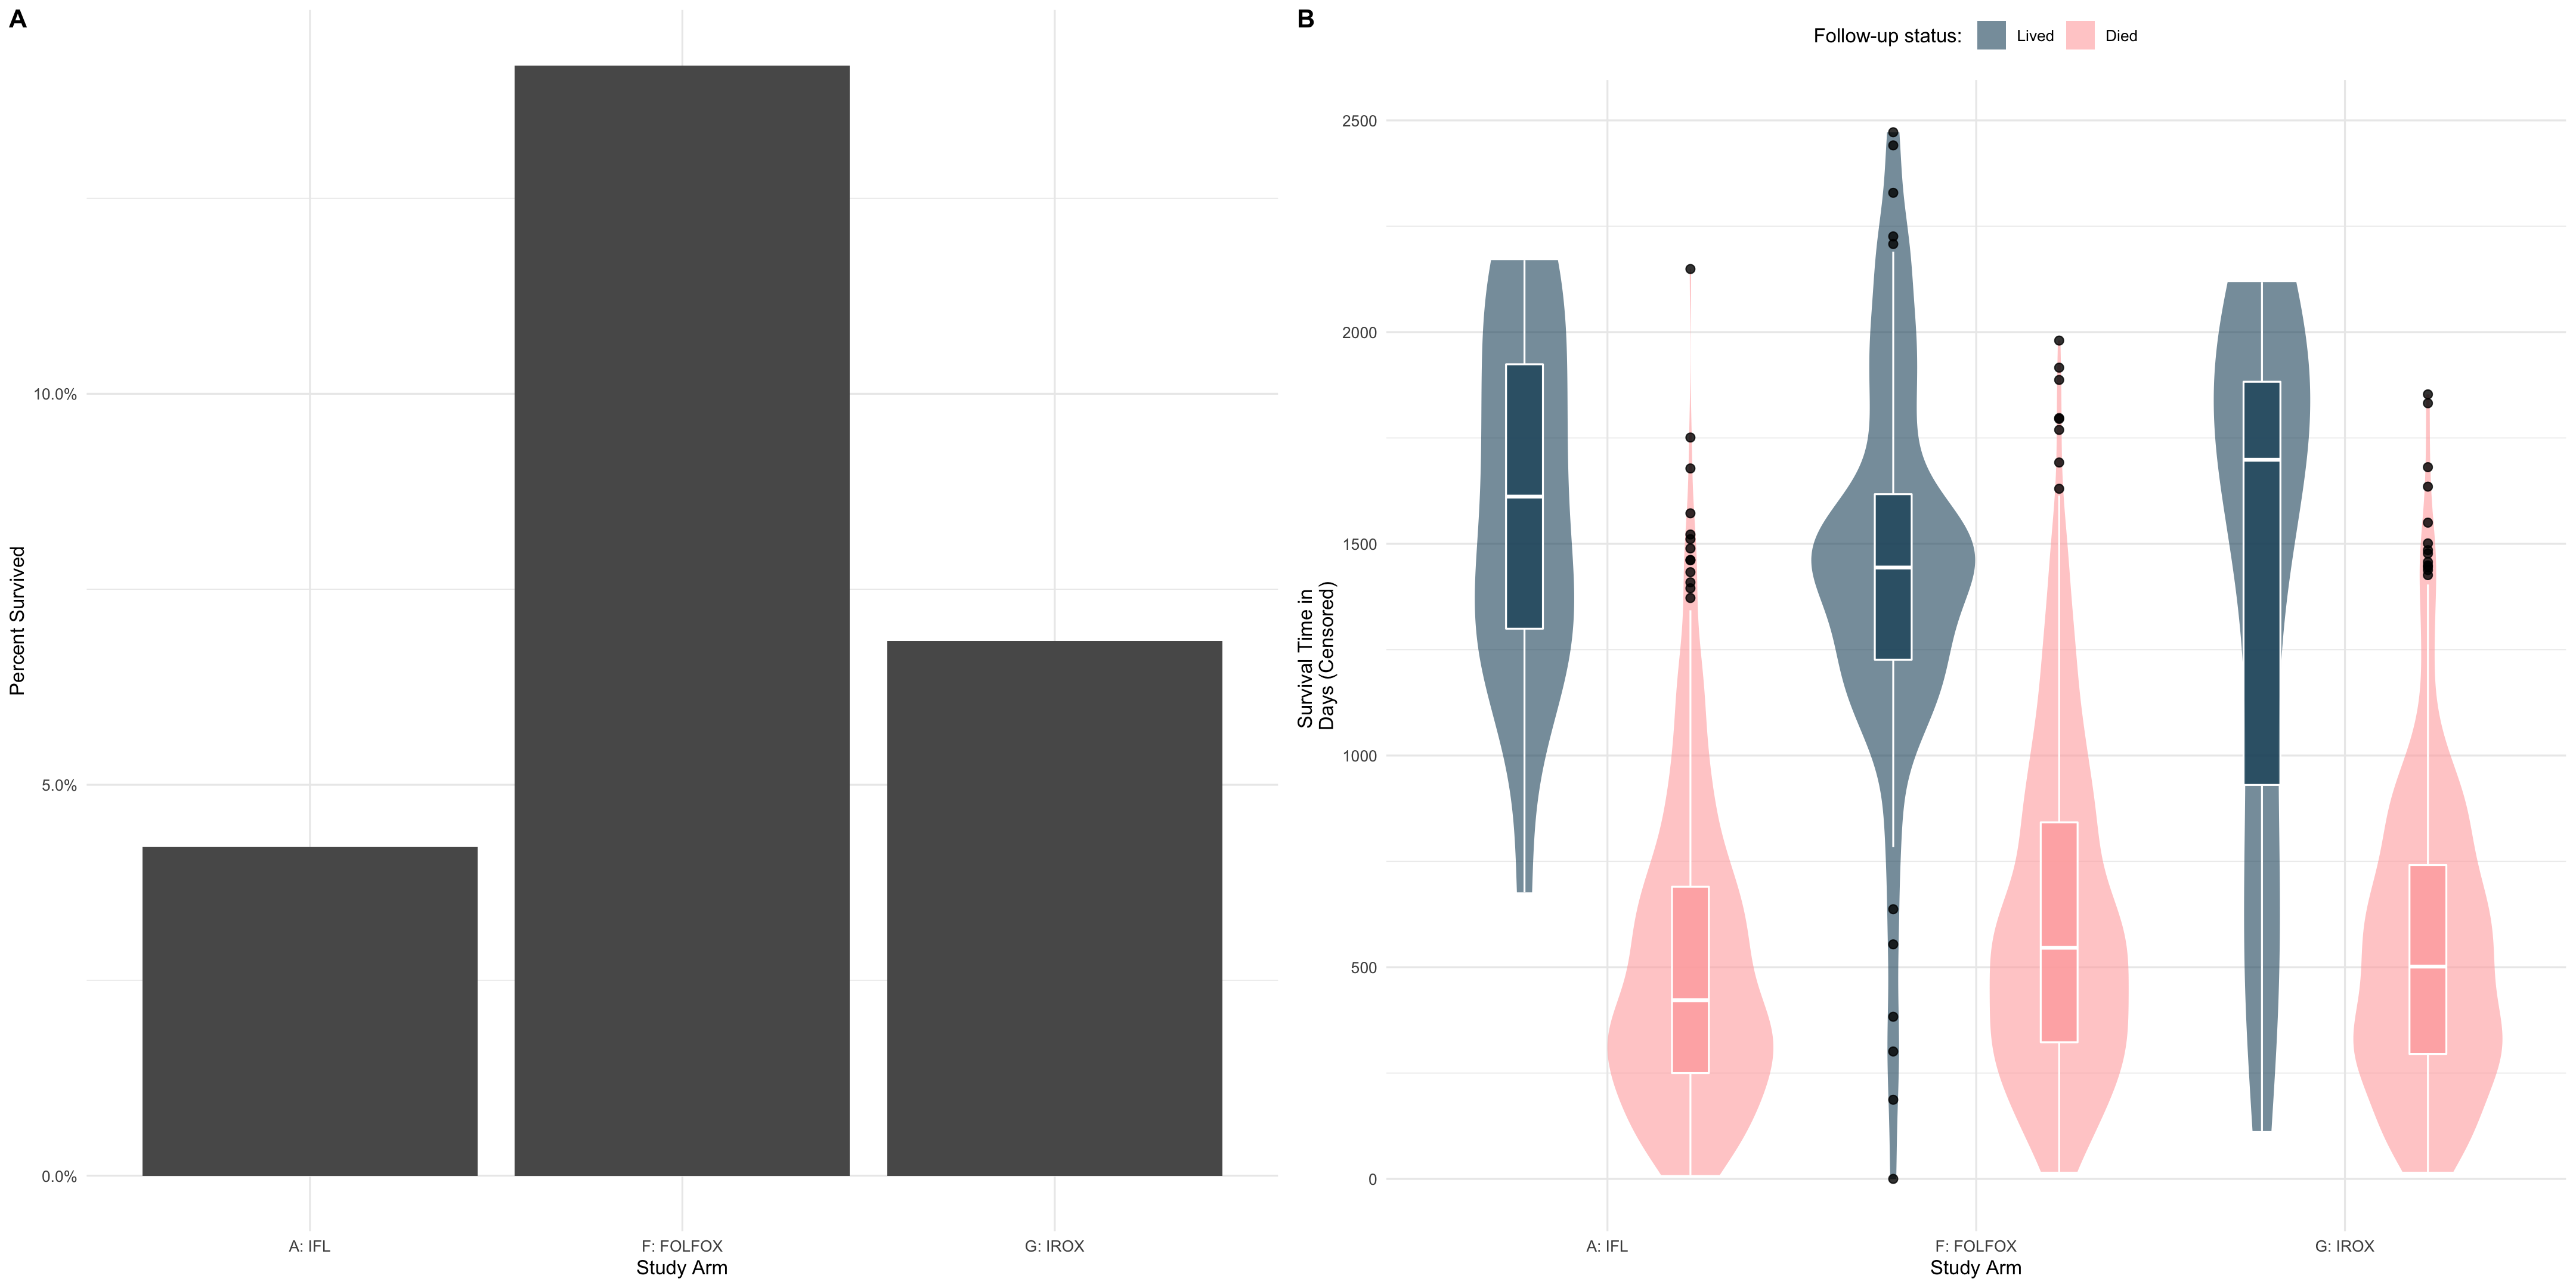 A
Percent Survived
10.0%
5.0%
0.0%
A: IFL
F: FOLFOX
G: IROX
Study Arm
B
Follow-up status:
Lived
Died
Survival Time in
Days (Censored)
2500
2000
1500
1000
500
0
A: IFL
F: FOLFOX
G: IROX
Study Arm